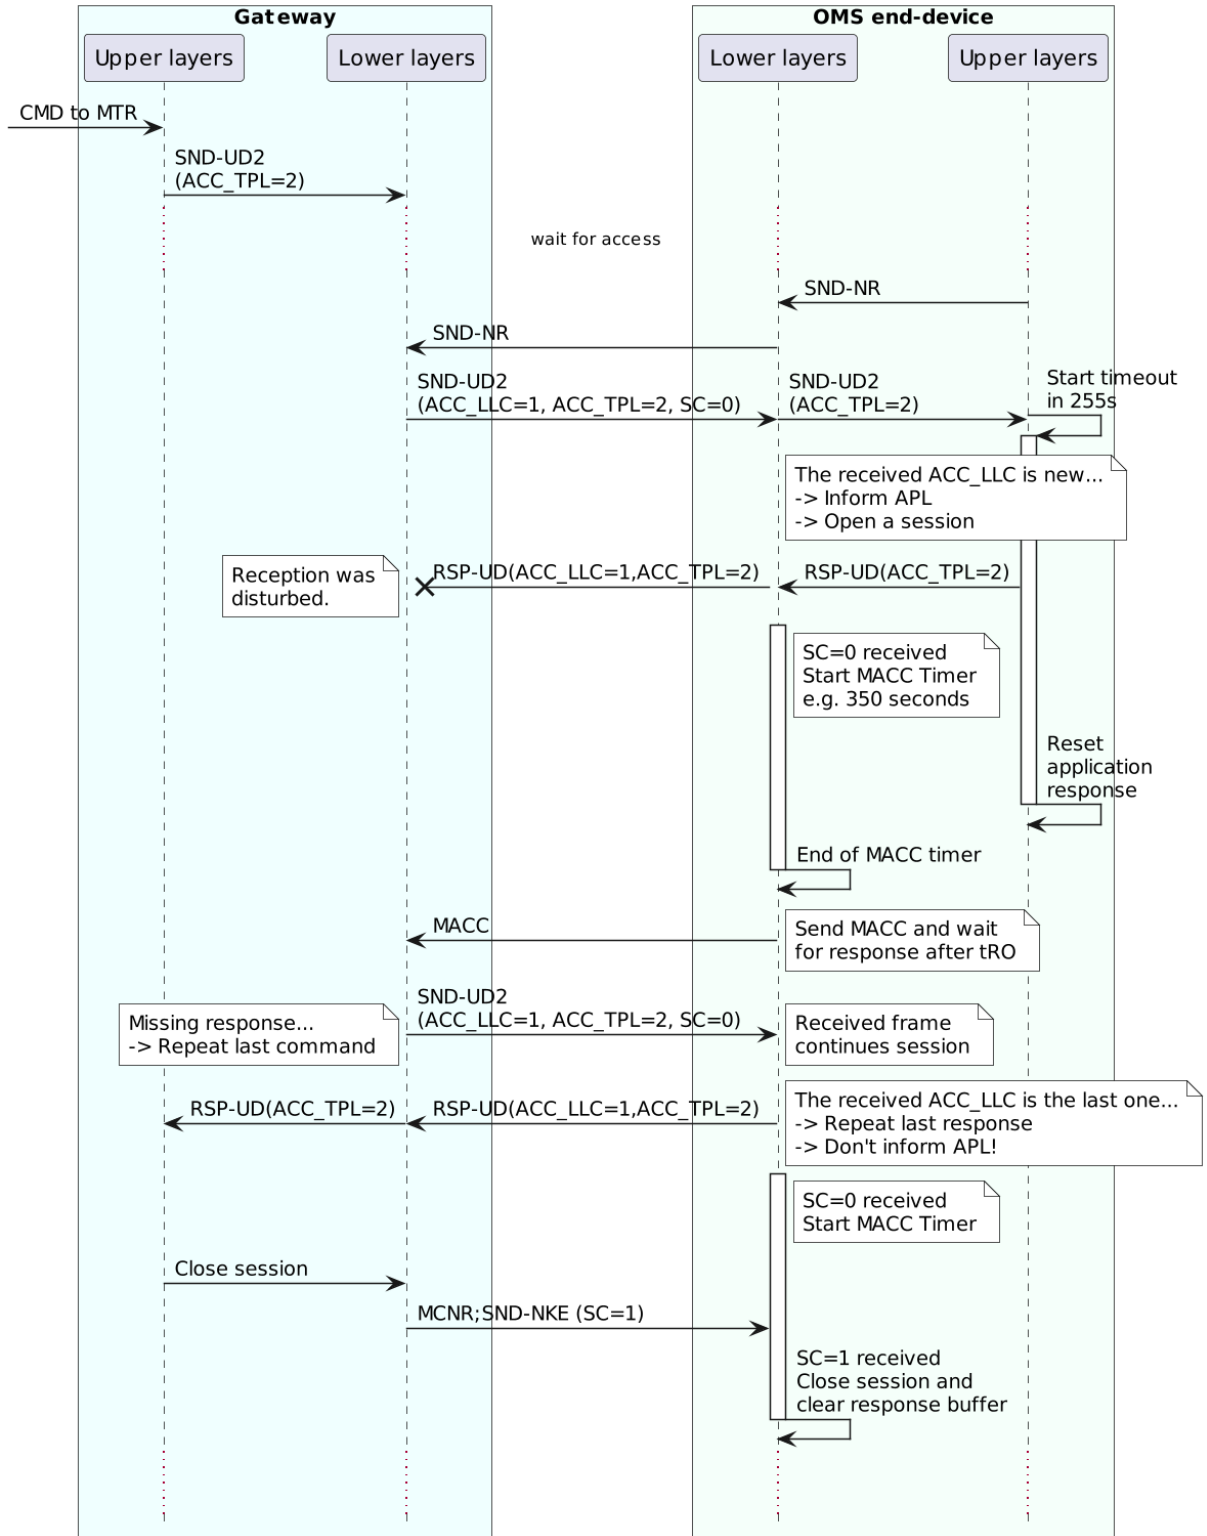 Gateway
OMS end-device
Upper layers
Lower layers
Lower layers
Upper layers
CMD to MTR
SND-UD2
(ACC_TPL=2)
wait for access
SND-NR
SND-NR
SND-UD2
(ACC_LLC=1, ACC_TPL=2, SC=0)
SND-UD2
(ACC_TPL=2)
Start timeout
in 255s
The received ACC_LLC is new...
-> Inform APL
-> Open a session
Reception was
disturbed.
RSP-UD(ACC_LLC=1,ACC_TPL=2)
RSP-UD(ACC_TPL=2)
SC=0 received
Start MACC Timer
e.g. 350 seconds
Reset
application
response
End of MACC timer
MACC
Send MACC and wait
for response after tRO
Missing response...
-> Repeat last command
SND-UD2
(ACC_LLC=1, ACC_TPL=2, SC=0)
Received frame
continues session
RSP-UD(ACC_TPL=2)
RSP-UD(ACC_LLC=1,ACC_TPL=2)
The received ACC_LLC is the last one...
-> Repeat last response
-> Don't inform APL!
SC=0 received
Start MACC Timer
Close session
MCNR;SND-NKE (SC=1)
SC=1 received
Close session and
clear response buffer